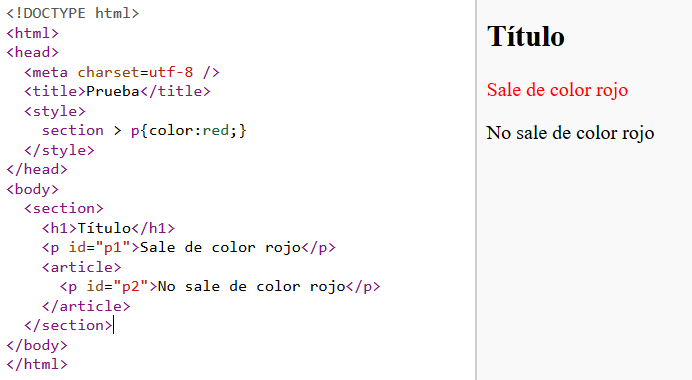 <!DOCTYPE html>
<html>
<head>
<meta charset=utf-8 />
<title>Prueba</title>
<style>
section > p{color:red;}
</style>
</head>
<body>
<section>
<h1>Título</h1>
<p id="p1">Sale de color rojo</p>
<article>
<p id="p2">No sale de color rojo</p>
</article>
</section>
</body>
</html>
Título
Sale de color rojo
No sale de color rojo